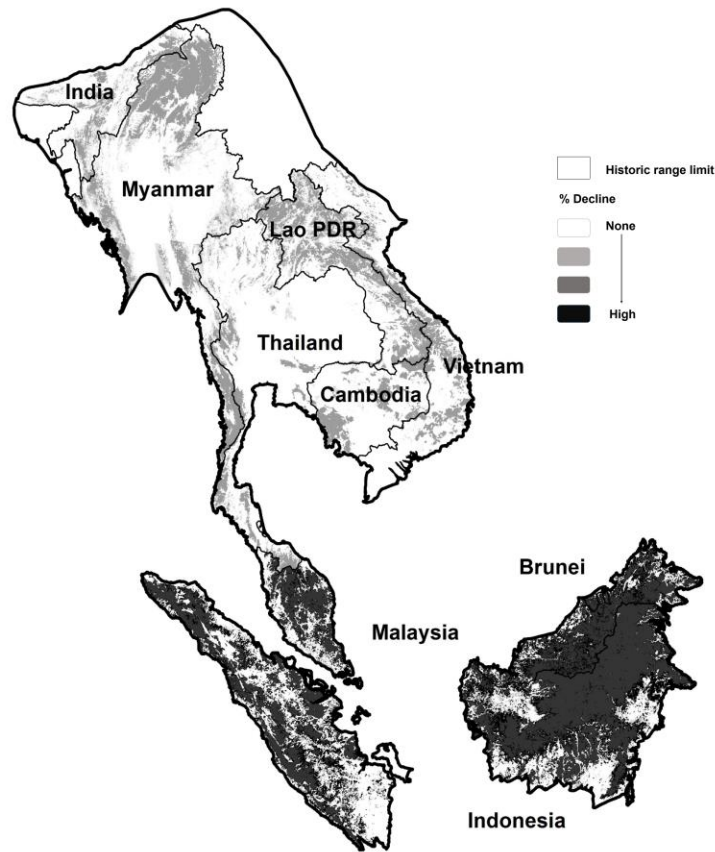 India
Myanmar
Lao PDR
Thailand
Vietnam
Cambodia
Historic range limit
% Decline
None
High
Brunei
Malaysia
Indonesia